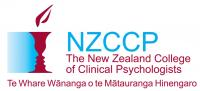 NZCCP
The New Zealand College
of Clinical Psychologists
Te Whare Wānanga o te Mātauranga Hinengaro